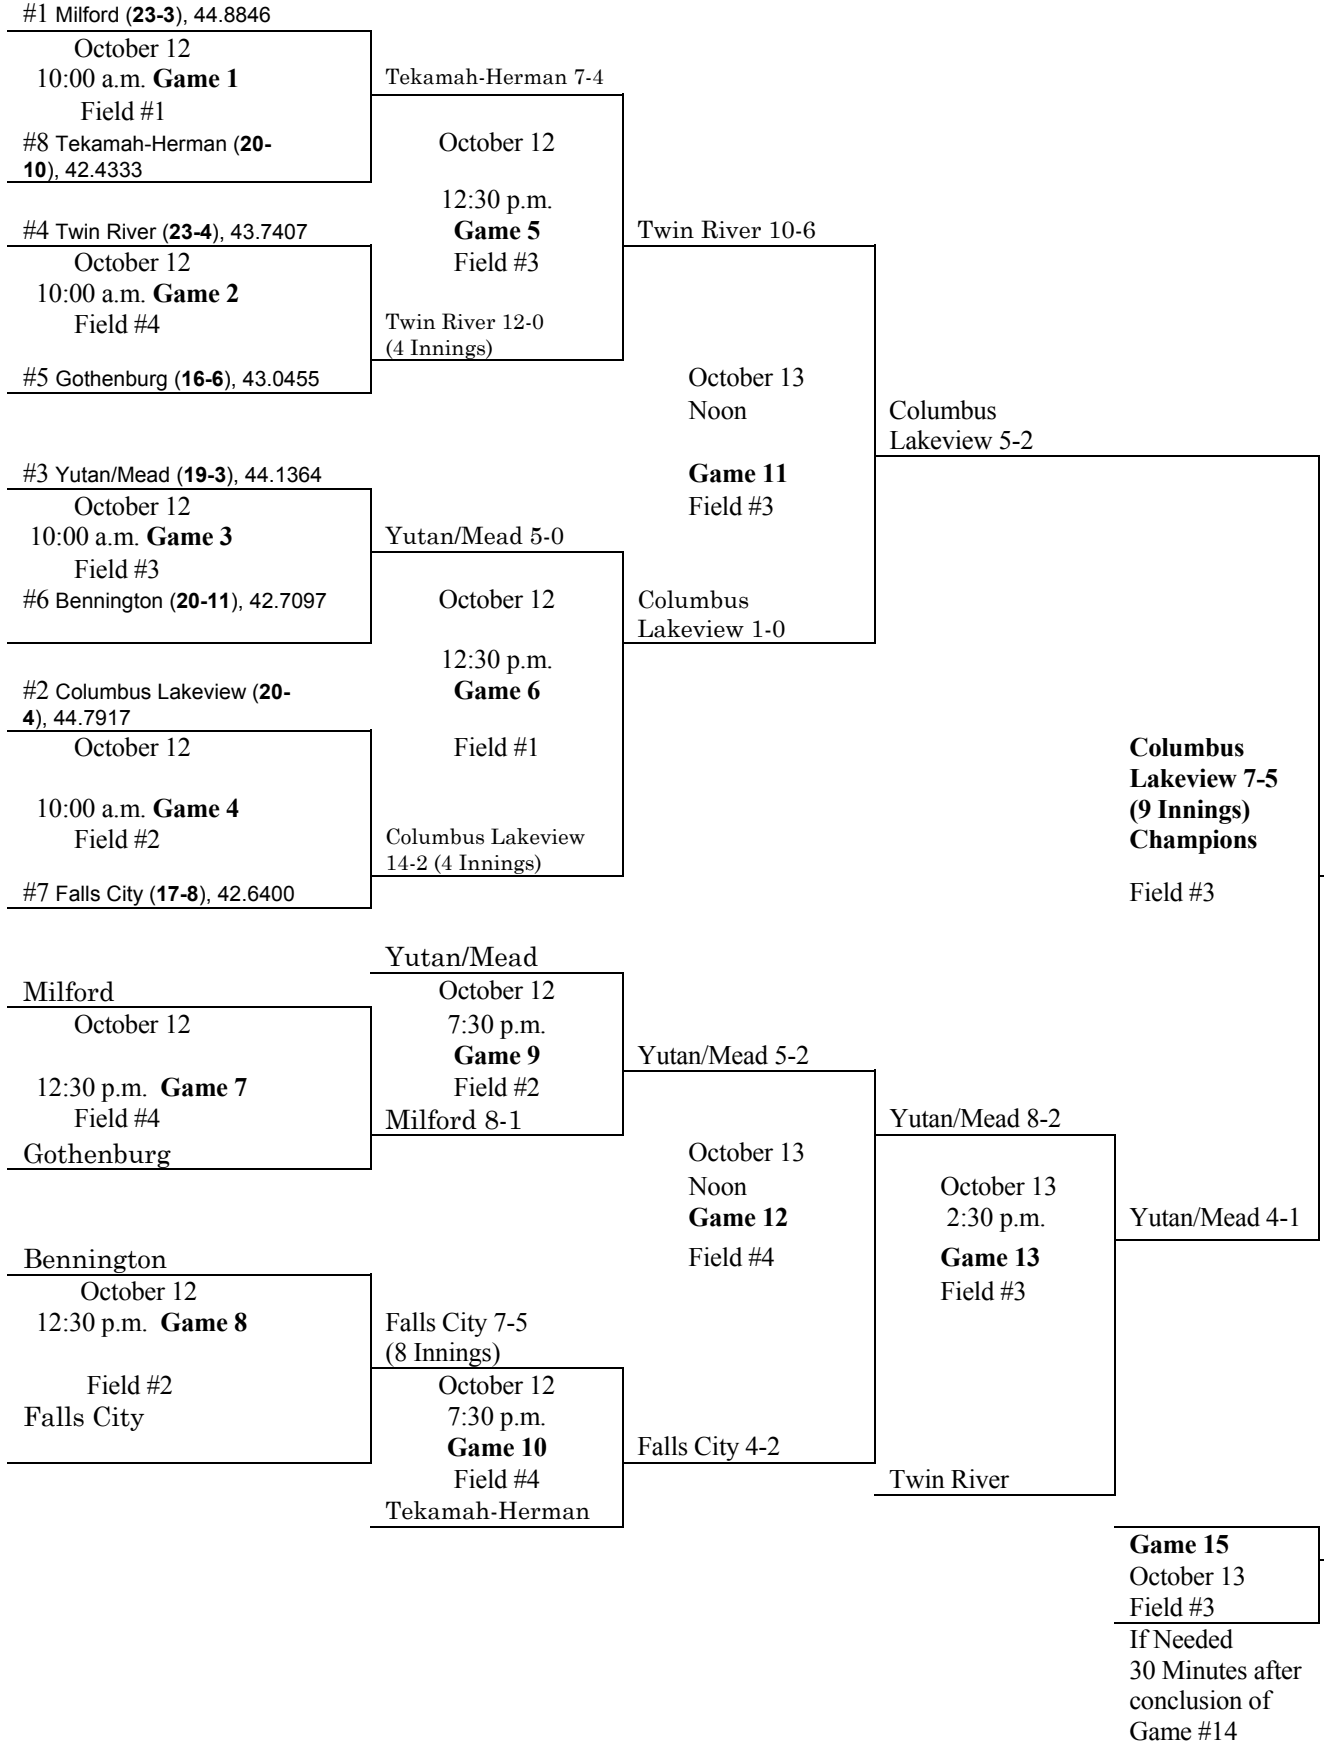 #1 Milford (23-3), 44.8846
October 12
10:00 a.m. Game 1
Field #1
#8 Tekamah-Herman (20-
10), 42.4333
#4 Twin River (23-4), 43.7407
October 12
10:00 a.m. Game 2
Field #4
#5 Gothenburg (16-6), 43.0455
#3 Yutan/Mead (19-3), 44.1364
October 12
10:00 a.m. Game 3
Field #3
#6 Bennington (20-11), 42.7097
#2 Columbus Lakeview (20-
4), 44.7917
October 12
10:00 a.m. Game 4
Field #2
#7 Falls City (17-8), 42.6400
Milford
October 12
12:30 p.m. Game 7
Field #4
Gothenburg
Bennington
October 12
12:30 p.m. Game 8
Field #2
Falls City
Tekamah-Herman 7-4
October 12
12:30 p.m.
Game 5
Field #3
Twin River 12-0
(4 Innings)
Yutan/Mead 5-0
October 12
12:30 p.m.
Game 6
Field #1
Columbus Lakeview
14-2 (4 Innings)
Yutan/Mead
October 12
7:30 p.m.
Game 9
Field #2
Milford 8-1
Falls City 7-5
(8 Innings)
October 12
7:30 p.m.
Game 10
Field #4
Tekamah-Herman
Twin River 10-6
October 13
Noon
Game 11
Field #3
Columbus
Lakeview 1-0
Yutan/Mead 5-2
October 13
Noon
Game 12
Field #4
Falls City 4-2
Columbus
Lakeview 5-2
Yutan/Mead 8-2
October 13
2:30 p.m.
Game 13
Field #3
Twin River
Columbus
Lakeview 7-5
(9 Innings)
Champions
Field #3
Yutan/Mead 4-1
Game 15
October 13
Field #3
If Needed
30 Minutes after
conclusion of
Game #14